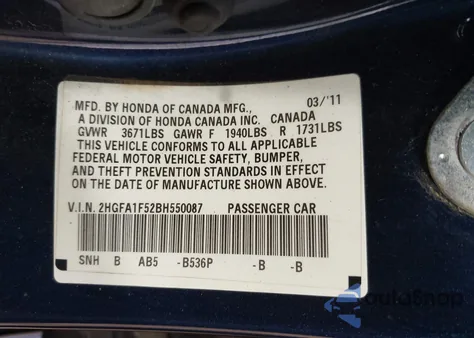 MFD. BY HONDA OF CANADA MFG., 03/'11
A DIVISION OF HONDA CANADA INC. CANADA
GVWR 3671LBS GAWR F 1940LBS R 1731LBS
THIS VEHICLE CONFORMS TO ALL APPLICABLE
FEDERAL MOTOR VEHICLE SAFETY, BUMPER,
AND THEFT PREVENTION STANDARDS IN EFFECT
ON THE DATE OF MANUFACTURE SHOWN ABOVE.
V.I.N. 2HGFA1F52BH550087 PASSENGER CAR
SNH B AB5 -B536P -B -B